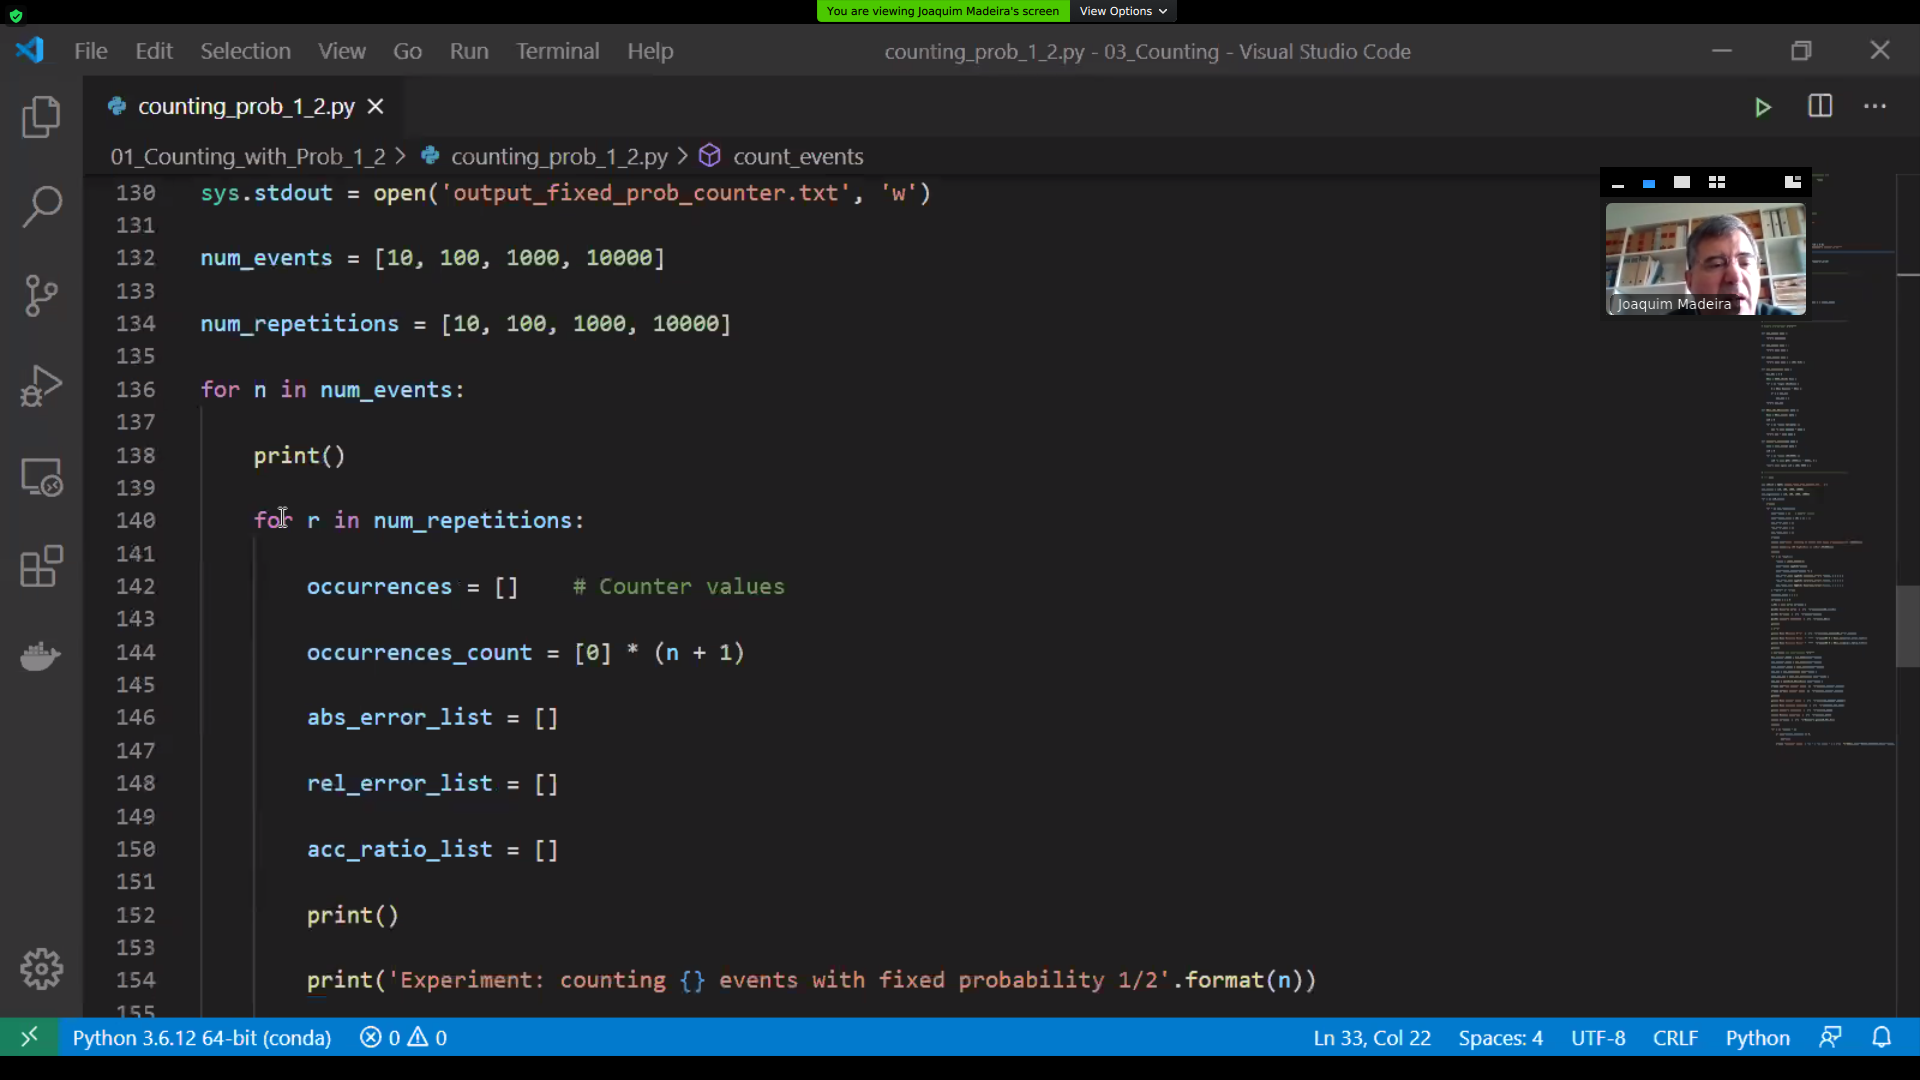 You are viewing Joaquim Madeira's screen View Options
File Edit Selection View Go Run Terminal Help counting_prob_1_2.py - 03_Counting - Visual Studio Code
counting_prob_1_2.py
01_Counting_with_Prob_1_2 > counting_prob_1_2.py > count_events
130 sys.stdout = open('output_fixed_prob_counter.txt', 'w')
131
132 num_events = [10, 100, 1000, 10000]
133
134 num_repetitions = [10, 100, 1000, 10000]
135
136 for n in num_events:
137
138 print()
139
140 for r in num_repetitions:
141
142 occurrences = [] # Counter values
143
144 occurrences_count = [0] * (n + 1)
145
146 abs_error_list = []
147
148 rel_error_list = []
149
150 acc_ratio_list = []
151
152 print()
153
154 print('Experiment: counting {} events with fixed probability 1/2'.format(n))
155
Joaquim Madeira
Python 3.6.12 64-bit (conda) 0 0 Ln 33, Col 22 Spaces: 4 UTF-8 CRLF Python